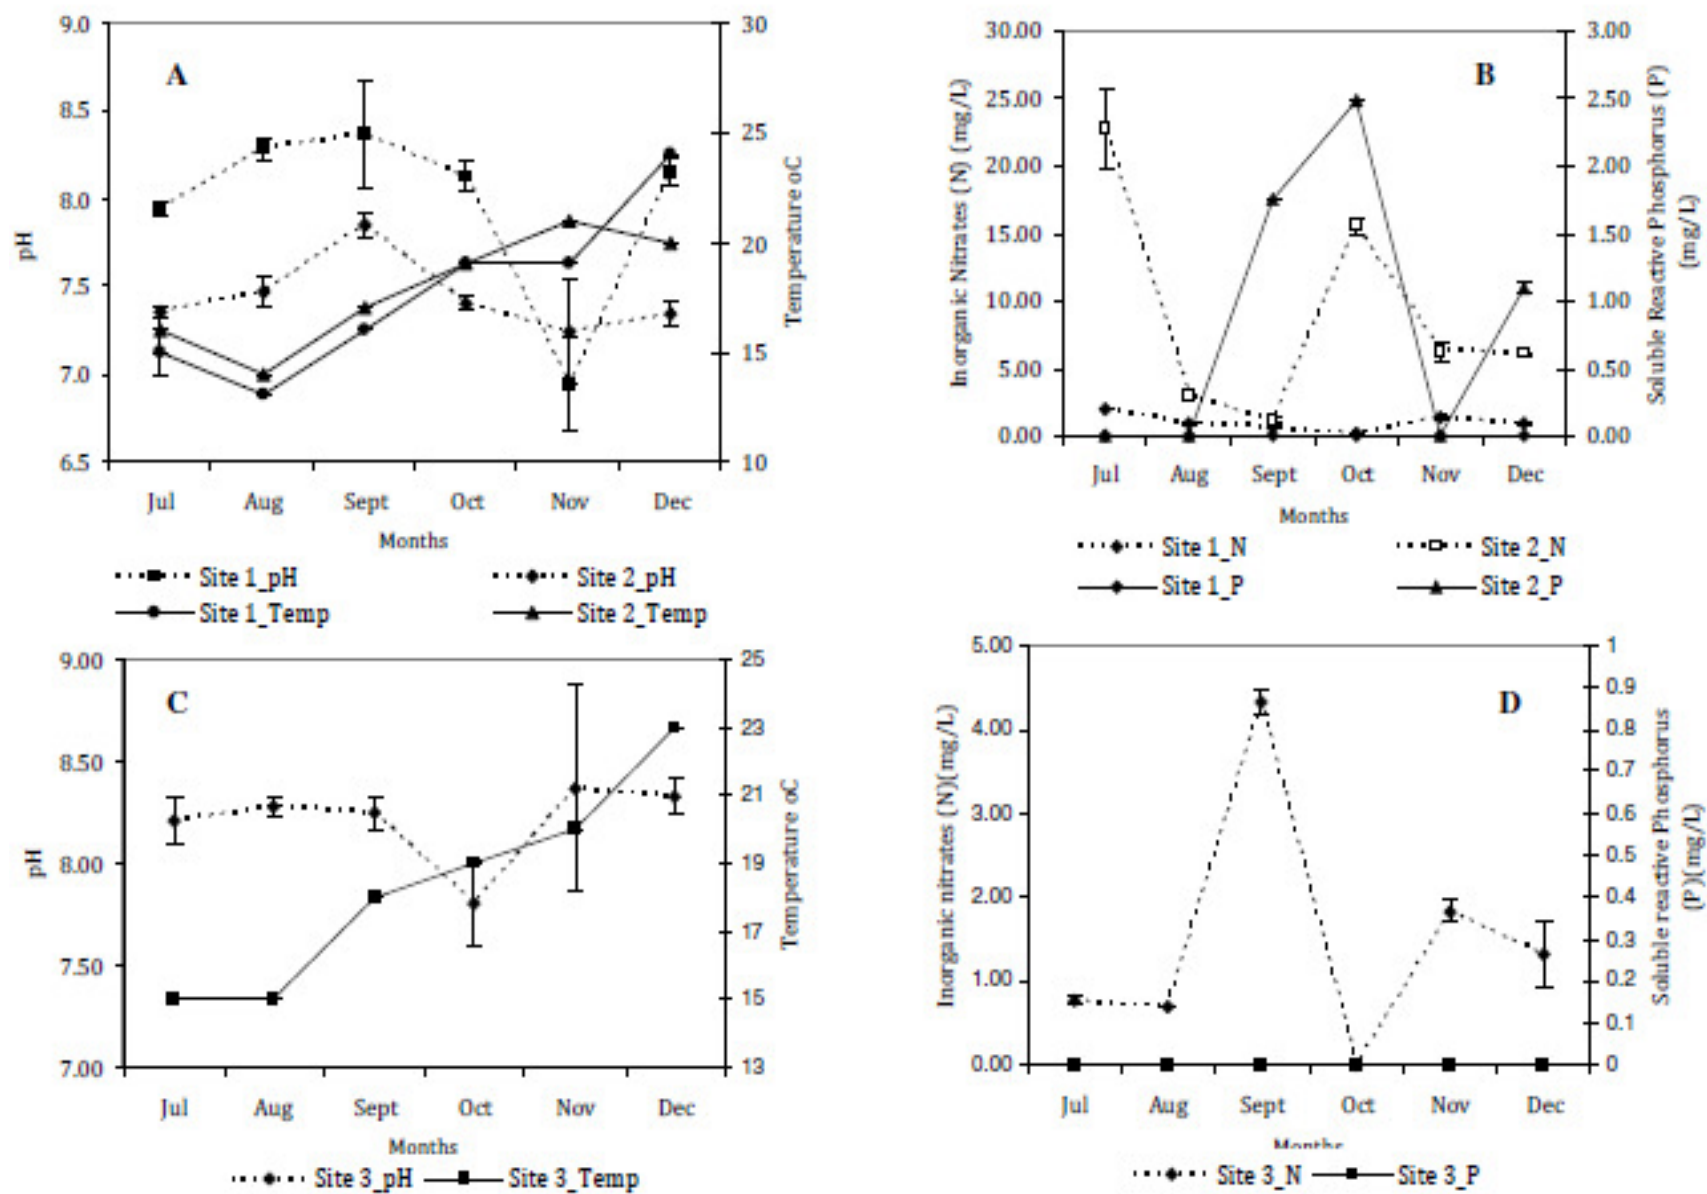 A
pH
9.0
8.5
8.0
7.5
7.0
6.5
30
25
20
15
10
Temperature oC
Jul Aug Sept Oct Nov Dec
Months
Site 1_pH Site 2_pH
Site 1_Temp Site 2_Temp
B
Inorganic Nitrates (N) (mg/L)
30.00
25.00
20.00
15.00
10.00
5.00
0.00
3.00
2.50
2.00
1.50
1.00
0.50
0.00
Soluble Reactive Phosphorus (P)
(mg/L)
Jul Aug Sept Oct Nov Dec
Months
Site 1_N Site 2_N
Site 1_P Site 2_P
C
pH
9.00
8.50
8.00
7.50
7.00
25
23
21
19
17
15
13
Temperature oC
Jul Aug Sept Oct Nov Dec
Months
Site 3_pH Site 3_Temp
D
Inorganic nitrates (N)(mg/L)
5.00
4.00
3.00
2.00
1.00
0.00
1
0.9
0.8
0.7
0.6
0.5
0.4
0.3
0.2
0.1
0
Soluble reactive Phosphorus
(P)(mg/L)
Jul Aug Sept Oct Nov Dec
Months
Site 3_N Site 3_P